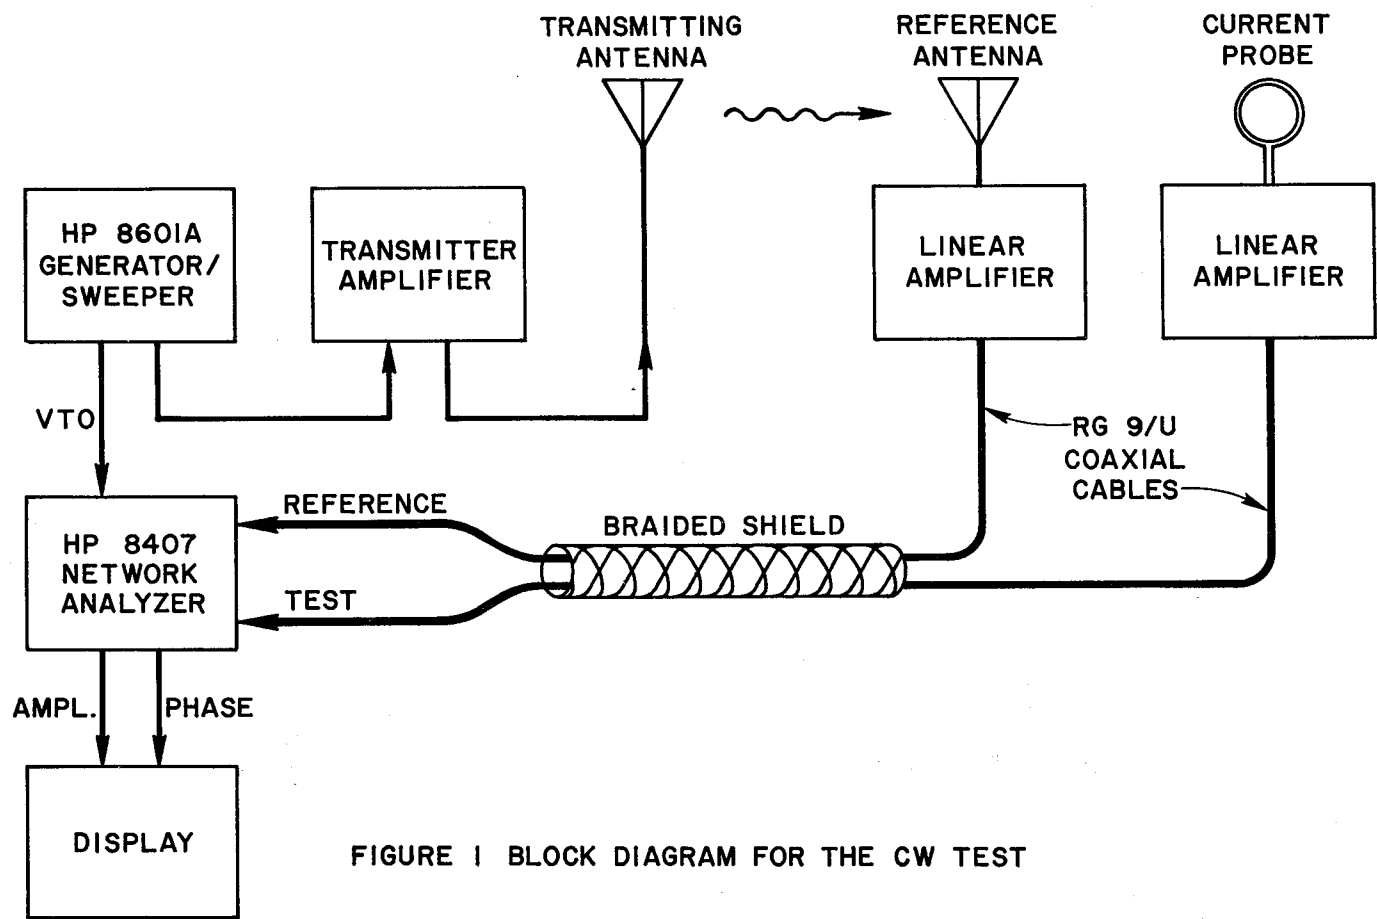 TRANSMITTING
ANTENNA
REFERENCE
ANTENNA
CURRENT
PROBE
HP 8601A
GENERATOR/
SWEEPER
TRANSMITTER
AMPLIFIER
LINEAR
AMPLIFIER
LINEAR
AMPLIFIER
VTO
RG 9/U
COAXIAL
CABLES
REFERENCE
BRAIDED SHIELD
HP 8407
NETWORK
ANALYZER
TEST
AMPL.
PHASE
DISPLAY
FIGURE 1 BLOCK DIAGRAM FOR THE CW TEST